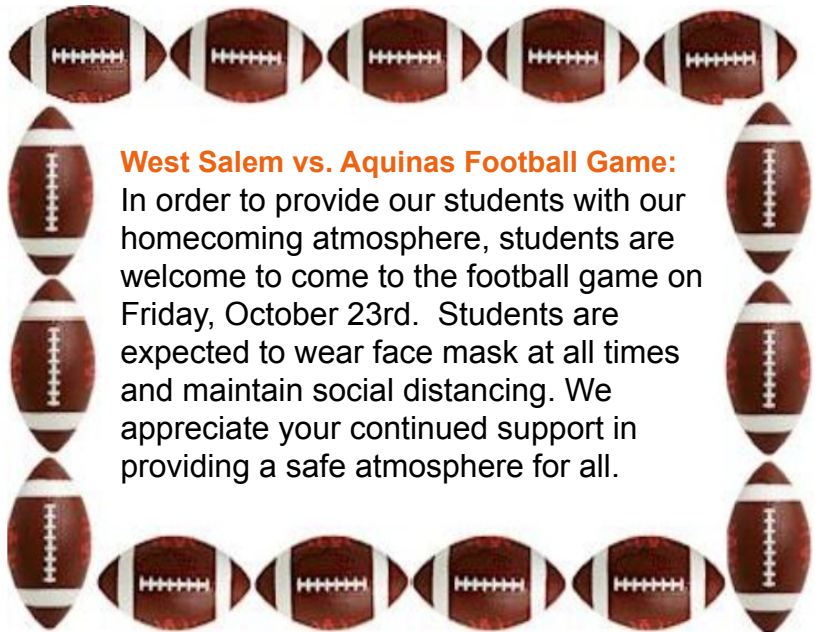 West Salem vs. Aquinas Football Game:
In order to provide our students with our
homecoming atmosphere, students are
welcome to come to the football game on
Friday, October 23rd.  Students are
expected to wear face mask at all times
and maintain social distancing. We
appreciate your continued support in
providing a safe atmosphere for all.